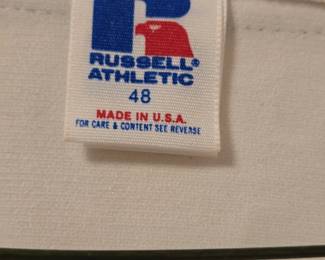 RUSSELL®
ATHLETIC
48
MADE IN U.S.A.
FOR CARE & CONTENT SEE REVERSE